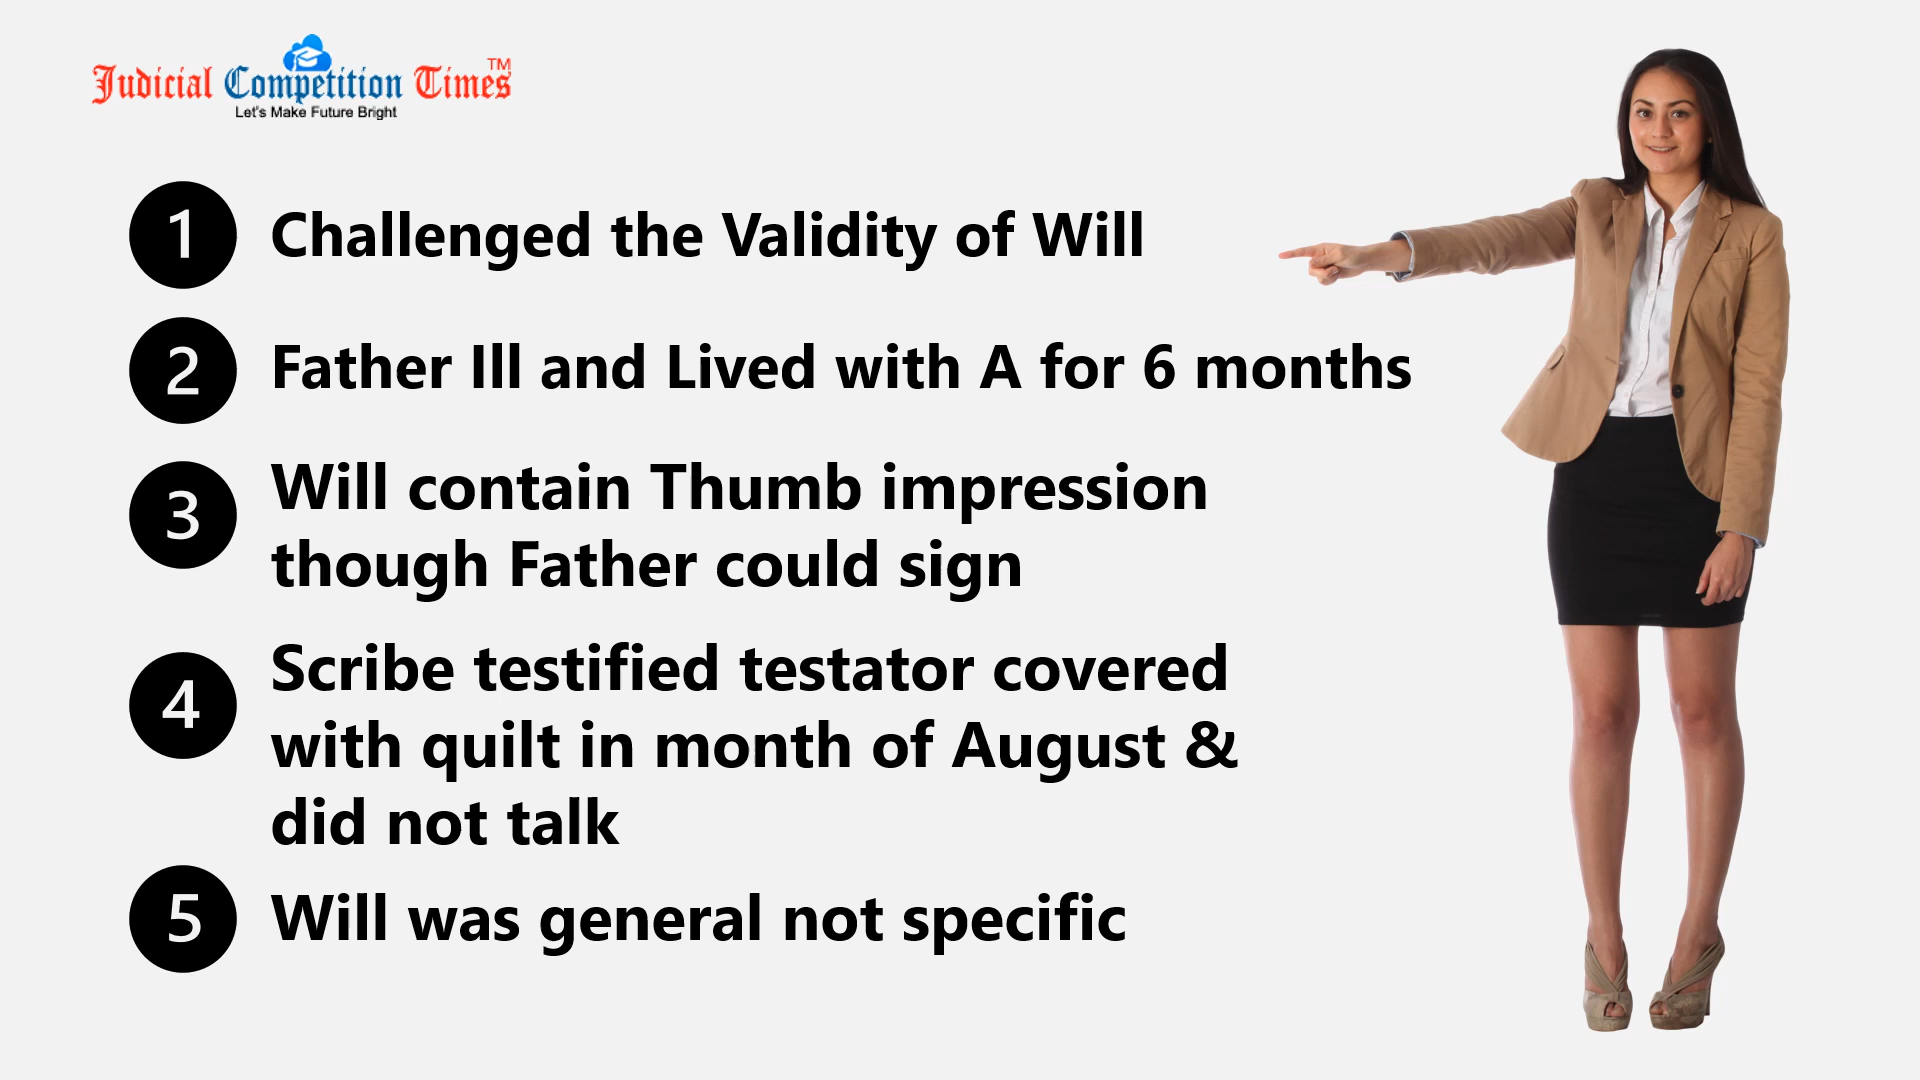 Judicial Competition Times™
Let's Make Future Bright
1 Challenged the Validity of Will
2 Father Ill and Lived with A for 6 months
3 Will contain Thumb impression
though Father could sign
4 Scribe testified testator covered
with quilt in month of August &
did not talk
5 Will was general not specific